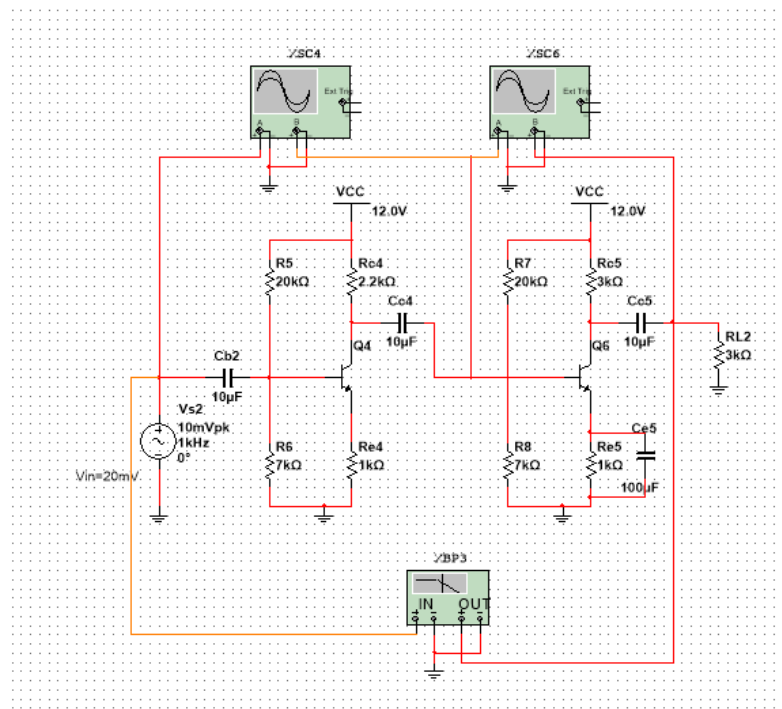 XSC4
XSC6
Ext Trig
A
B
Ext Trig
A
B
VCC
12.0V
VCC
12.0V
R5
20kΩ
Rc4
2.2kΩ
R7
20kΩ
Rc5
3kΩ
Cc4
10µF
Cc5
10µF
RL2
3kΩ
Q4
Q6
Cb2
10µF
Vs2
10mVpk
1kHz
0°
Vin=20mV
R6
7kΩ
Re4
1kΩ
R8
7kΩ
Re5
1kΩ
Ce5
100µF
XBP3
IN
OUT